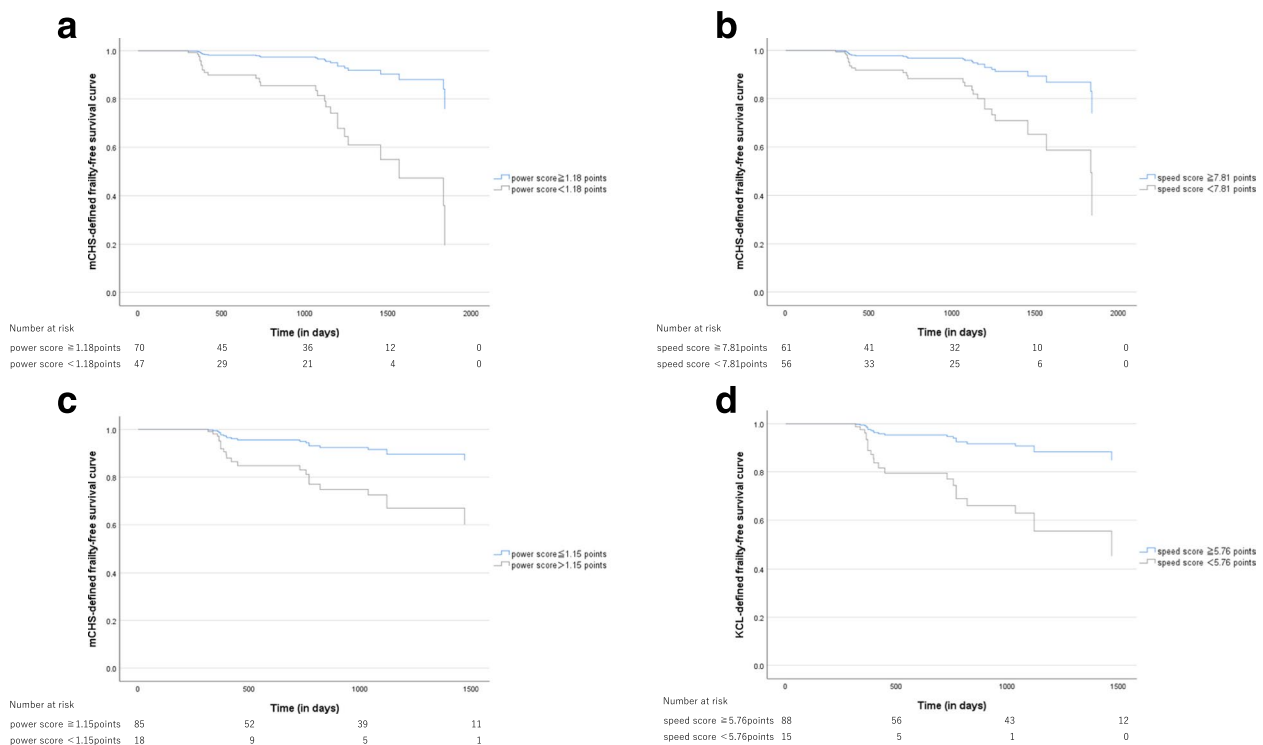 a
mCHS-defined frailty-free survival curve
1.0
0.8
0.6
0.4
0.2
0.0
0 500 1000 1500 2000
Time (in days)
power score≧1.18 points
power score<1.18 points
Number at risk
power score ≧1.18points 70 45 36 12 0
power score <1.18points 47 29 21 4 0
b
mCHS-defined frailty-free survival curve
1.0
0.8
0.6
0.4
0.2
0.0
0 500 1000 1500 2000
Time (in days)
speed score ≧7.81 points
speed score <7.81 points
Number at risk
speed score ≧7.81points 61 41 32 10 0
speed score <7.81points 56 33 25 6 0
c
mCHS-defined frailty-free survival curve
1.0
0.8
0.6
0.4
0.2
0.0
0 500 1000 1500
Time (in days)
power score≦1.15 points
power score>1.15 points
Number at risk
power score ≧1.15points 85 52 39 11
power score <1.15points 18 9 5 1
d
KCL-defined frailty-free survival curve
1.0
0.8
0.6
0.4
0.2
0.0
0 500 1000 1500
Time (in days)
speed score ≧5.76 points
speed score <5.76 points
Number at risk
speed score ≧5.76points 88 56 43 12
speed score <5.76points 15 5 1 0